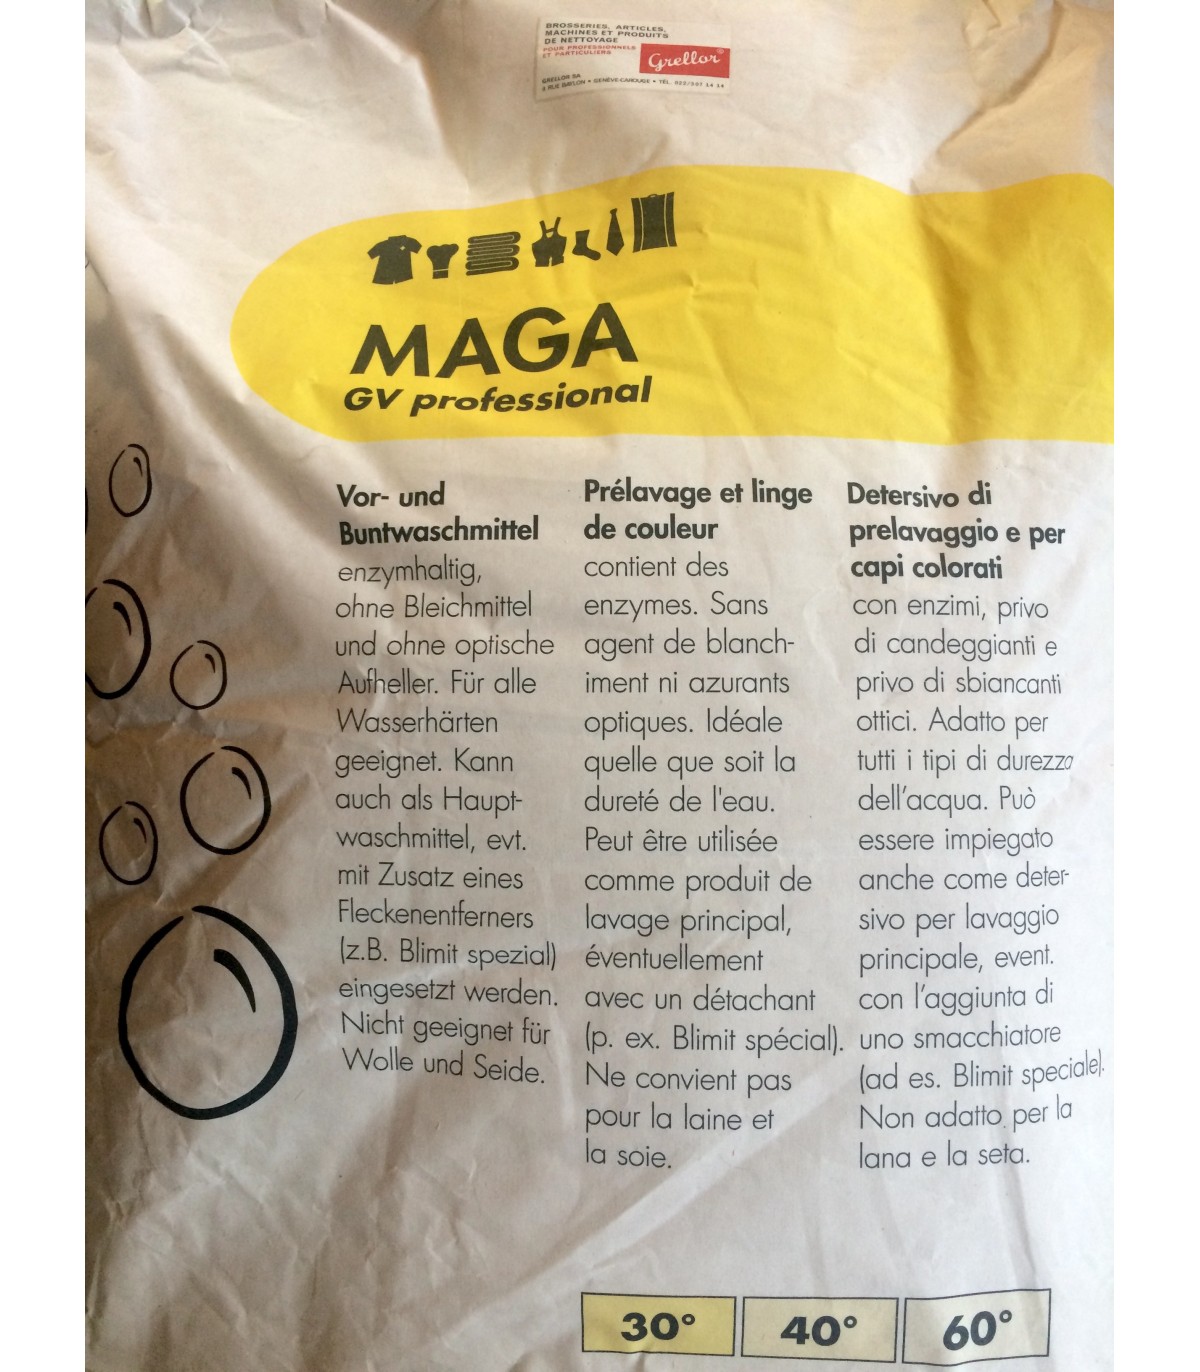 BROSSERIES, ARTICLES,
MACHINES ET PRODUITS
DE NETTOYAGE
POUR PROFESSIONNELS
ET PARTICULIERS
Grellor
GRELLOR SA
GENÈVE-CAROUGE • TÉL.
MAGA
GV professional
Vor- und
Buntwaschmittel
enzymhaltig,
ohne Bleichmittel
und ohne optische
Aufheller. Für alle
Wasserhärten
geeignet. Kann
auch als Haupt-
waschmittel, evt.
mit Zusatz eines
Fleckenentferners
(z.B. Blimit spezial)
eingesetzt werden.
Nicht geeignet für
Wolle und Seide.
Prélavage et linge
de couleur
contient des
enzymes. Sans
agent de blanch-
iment ni azurants
optiques. Idéale
quelle que soit la
dureté de l'eau.
Peut être utilisée
comme produit de
lavage principal,
éventuellement
avec un détachant
(p. ex. Blimit spécial).
Ne convient pas
pour la laine et
la soie.
Detersivo di
prelavaggio e per
capi colorati
con enzimi, privo
di candeggianti e
privo di sbiancanti
ottici. Adatto per
tutti i tipi di durezza
dell'acqua. Può
essere impiegato
anche come deter-
sivo per lavaggio
principale, event.
con l'aggiunta di
uno smacchiatore
(ad es. Blimit speciale).
Non adatto per la
lana e la seta.
30°
40°
60°